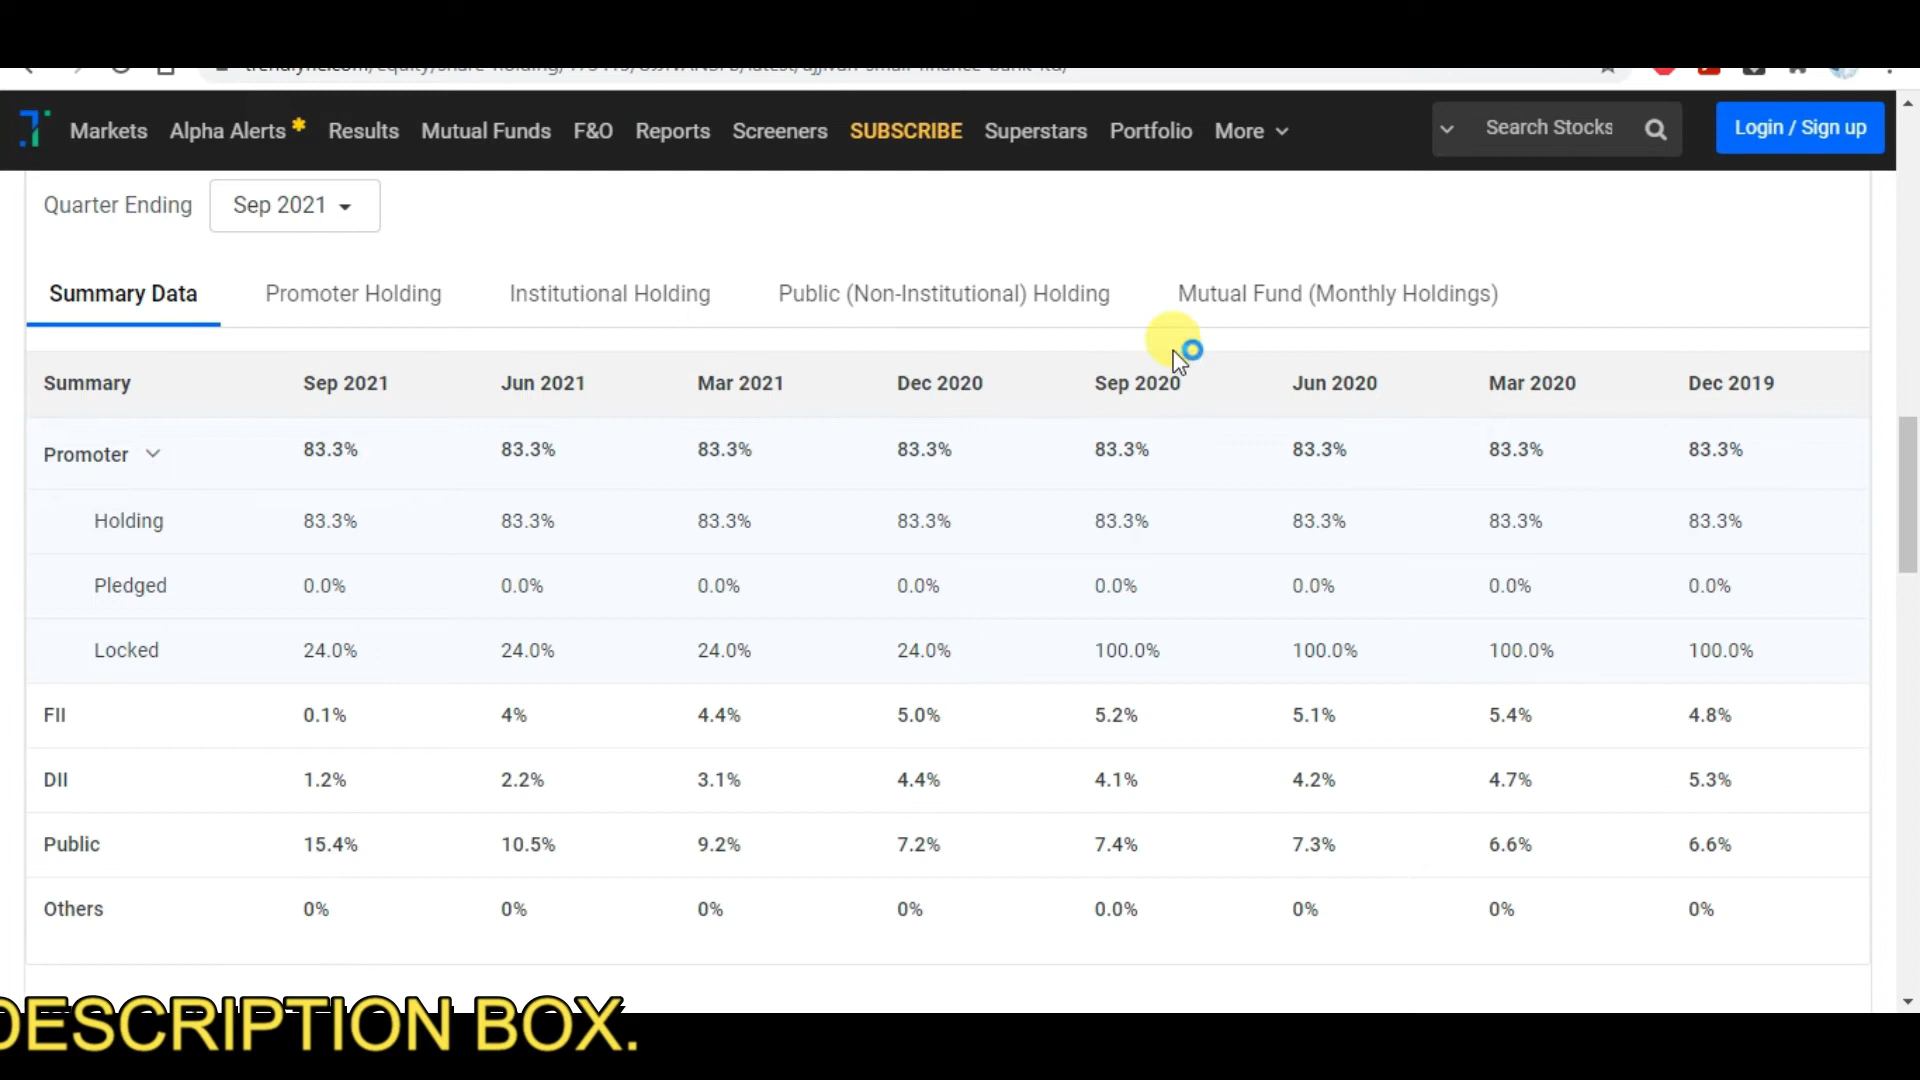 Markets Alpha Alerts Results Mutual Funds F&O Reports Screeners SUBSCRIBE Superstars Portfolio More Search Stocks Login / Sign up
Quarter Ending Sep 2021
Summary Data Promoter Holding Institutional Holding Public (Non-Institutional) Holding Mutual Fund (Monthly Holdings)
Summary Sep 2021 Jun 2021 Mar 2021 Dec 2020 Sep 2020 Jun 2020 Mar 2020 Dec 2019
Promoter 83.3% 83.3% 83.3% 83.3% 83.3% 83.3% 83.3% 83.3%
Holding 83.3% 83.3% 83.3% 83.3% 83.3% 83.3% 83.3% 83.3%
Pledged 0.0% 0.0% 0.0% 0.0% 0.0% 0.0% 0.0% 0.0%
Locked 24.0% 24.0% 24.0% 24.0% 100.0% 100.0% 100.0% 100.0%
FII 0.1% 4% 4.4% 5.0% 5.2% 5.1% 5.4% 4.8%
DII 1.2% 2.2% 3.1% 4.4% 4.1% 4.2% 4.7% 5.3%
Public 15.4% 10.5% 9.2% 7.2% 7.4% 7.3% 6.6% 6.6%
Others 0% 0% 0% 0% 0.0% 0% 0% 0%
DESCRIPTION BOX.